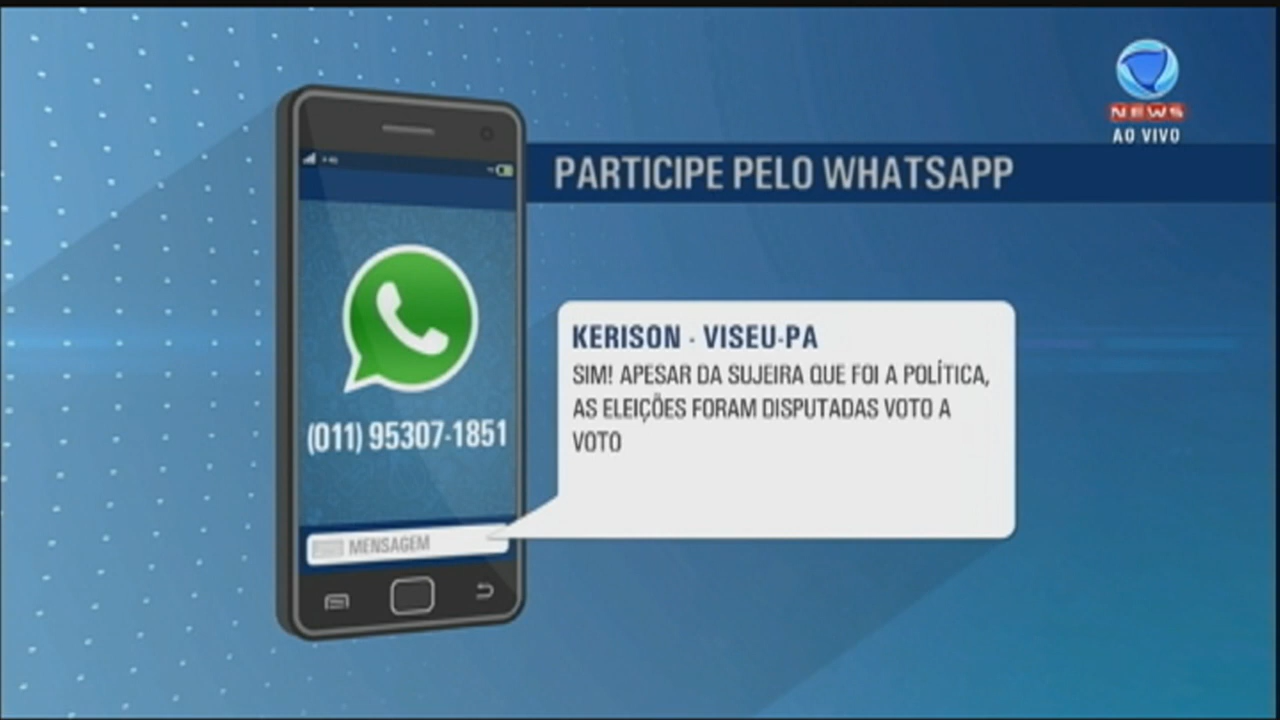 NEWS
AO VIVO
PARTICIPE PELO WHATSAPP
(011) 95307-1851
MENSAGEM
KERISON - VISEU-PA
SIM! APESAR DA SUJEIRA QUE FOI A POLÍTICA,
AS ELEIÇÕES FORAM DISPUTADAS VOTO A
VOTO